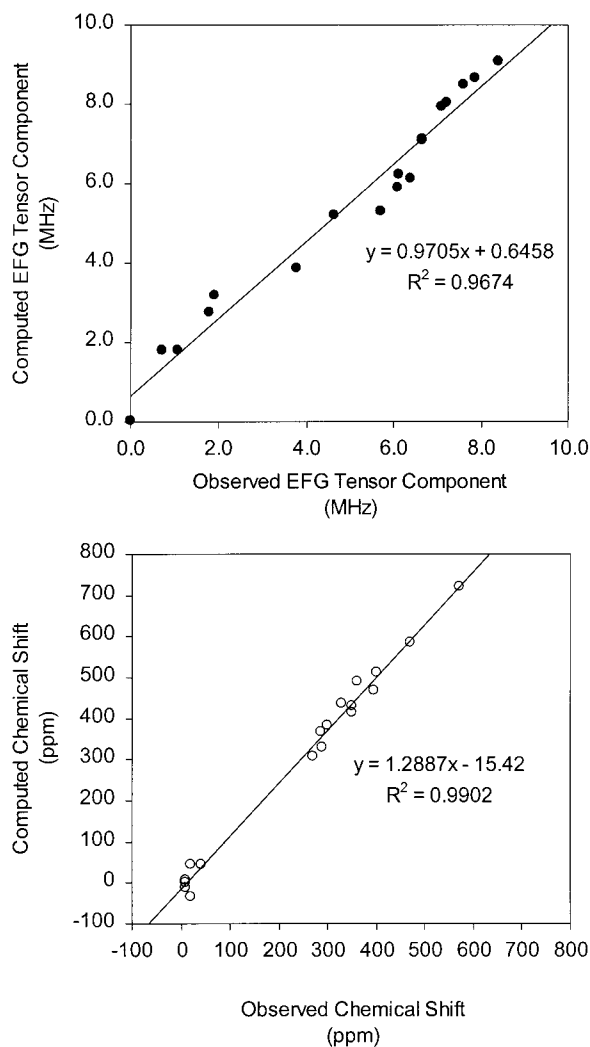 10.0
8.0
6.0
4.0
2.0
0.0
Computed EFG Tensor Component
(MHz)
y = 0.9705x + 0.6458
R² = 0.9674
0.0 2.0 4.0 6.0 8.0 10.0
Observed EFG Tensor Component
(MHz)
800
700
600
500
400
300
200
100
0
-100
Computed Chemical Shift
(ppm)
y = 1.2887x - 15.42
R² = 0.9902
-100 0 100 200 300 400 500 600 700 800
Observed Chemical Shift
(ppm)